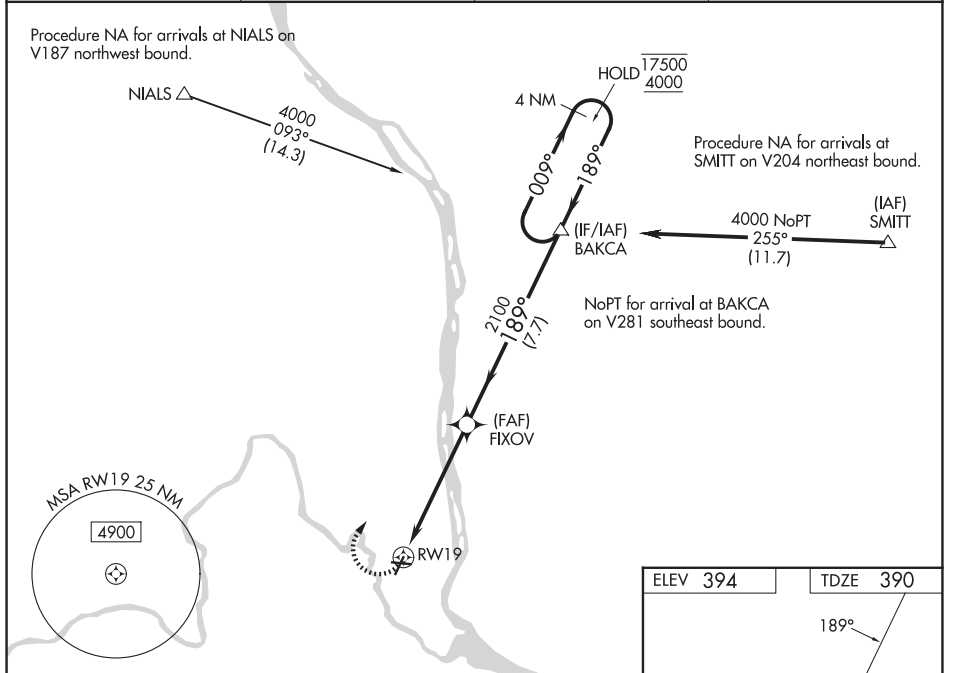 Procedure NA for arrivals at NIALS on
V187 northwest bound.
NIALS
4000
093°
(14.3)
HOLD
17500
4000
4 NM
009°
189°
Procedure NA for arrivals at
SMITT on V204 northeast bound.
(IAF)
SMITT
4000 NoPT
255°
(11.7)
(IF/IAF)
BAKCA
NoPT for arrival at BAKCA
on V281 southeast bound.
2100
189°
(7.7)
(FAF)
FIXOV
RW19
MSA RW19 25 NM
4900
ELEV 394
TDZE 390
189°